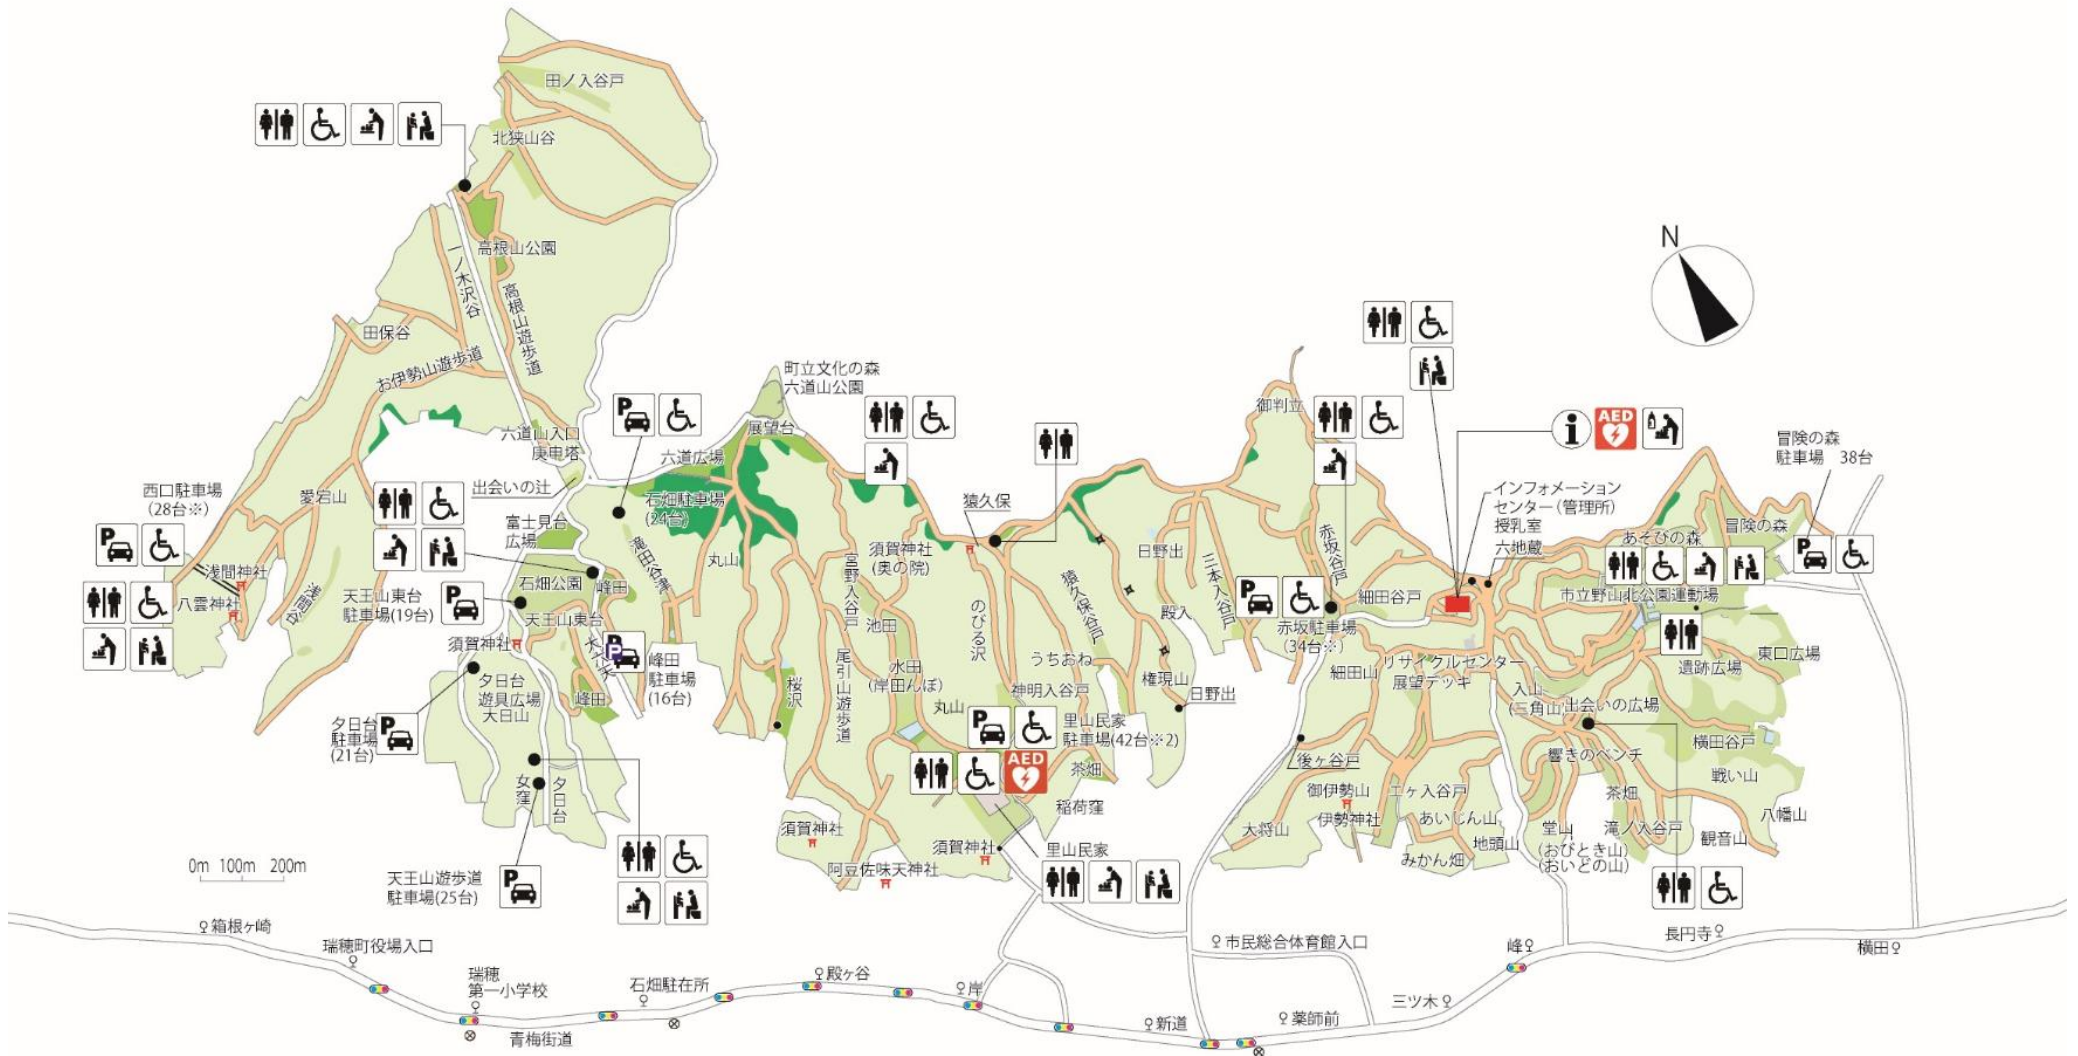 田ノ入谷戸
北狭山谷
高根山公園
一ノ木沢谷
高根山遊歩道
田保谷
お伊勢山遊歩道
N
町立文化の森
六道山公園
展望台
六道山入口
庚申塔
六道広場
P
出会いの辻
石畑駐車場
(24台)
西口駐車場
(28台※)
愛宕山
P
浅間神社
八雲神社
浅間谷
富士見台
広場
滝田谷津
石畑公園
峰田
天王山東台
駐車場(19台)
P
天王山東台
須賀神社
P
峰田
駐車場
(16台)
峰田
夕日台
遊具広場
大日山
夕日台
駐車場
(21台)
P
女窪
夕日台
天王山遊歩道
駐車場(25台)
P
0m 100m 200m
丸山
宮野入谷戸
須賀神社
(奥の院)
猿久保
池田
のびる沢
猿久保谷戸
水田
(岸田んぼ)
尾引山遊歩道
桜沢
丸山
うちおね
神明入谷戸
P
里山民家
駐車場(42台※2)
AED
茶畑
稲荷窪
須賀神社
阿豆佐味天神社
須賀神社
里山民家
日野出
殿入
三本入谷戸
権現山
日野出
御判立
赤坂谷戸
P
赤坂駐車場
(34台※)
細田谷戸
細田山
i
AED
インフォメーション
センター(管理所)
授乳室
六地蔵
冒険の森
駐車場 38台
あそびの森
冒険の森
P
市立野山北公園運動場
リサイクルセンター
展望デッキ
遺跡広場
東口広場
入山
(三角山)
出会いの広場
響きのベンチ
横田谷戸
戦い山
八幡山
茶畑
後ヶ谷戸
御伊勢山
伊勢神社
二ヶ入谷戸
あいじん山
大将山
みかん畑
地頭山
堂山
(おびとき山)
(おいどの山)
滝ノ入谷戸
観音山
箱根ヶ崎
瑞穂町役場入口
瑞穂
第一小学校
石畑駐在所
殿ヶ谷
岸
新道
薬師前
市民総合体育館入口
三ツ木
峰
長円寺
横田
青梅街道